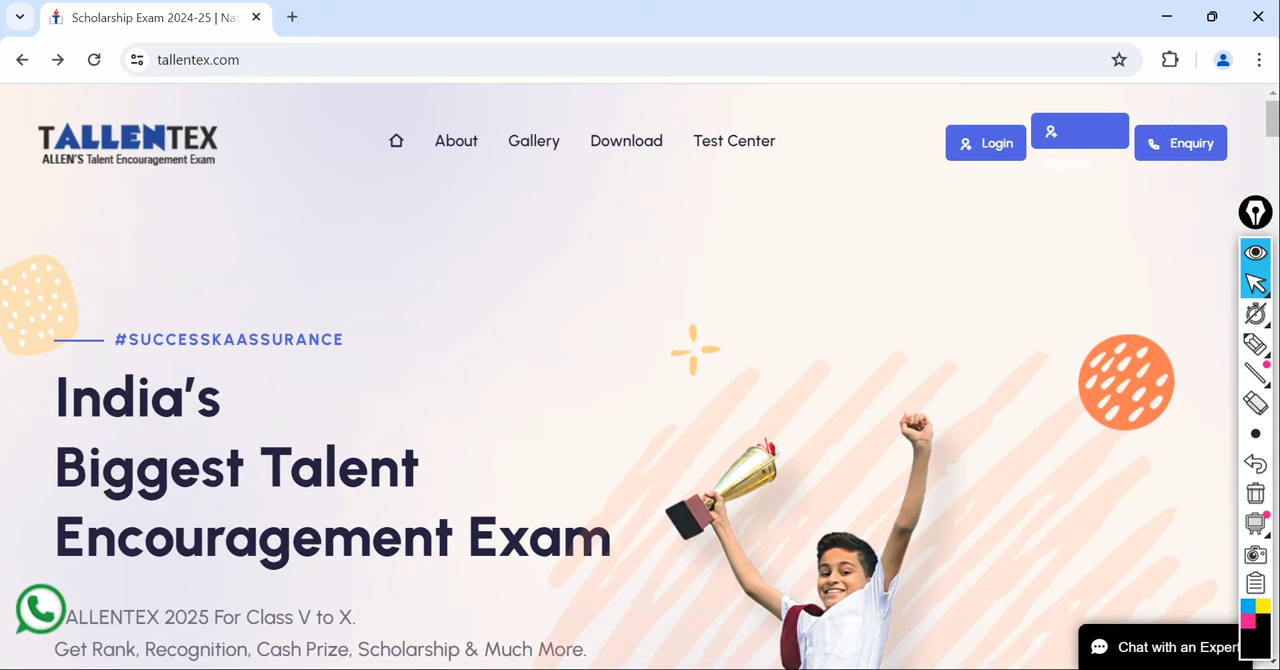 Scholarship Exam 2024-25 | Nat
tallentex.com
TALLENTEX
ALLEN'S Talent Encouragement Exam
About
Gallery
Download
Test Center
Login
Register
Enquiry
#SUCCESSKAASSURANCE
India's
Biggest Talent
Encouragement Exam
ALLENTEX 2025 For Class V to X.
Get Rank, Recognition, Cash Prize, Scholarship & Much More.
Chat with an Expert